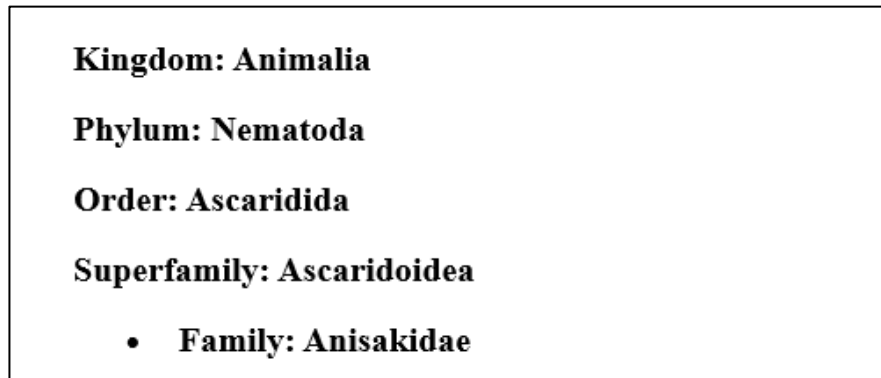 Kingdom: Animalia
Phylum: Nematoda
Order: Ascaridida
Superfamily: Ascaridoidea
• Family: Anisakidae